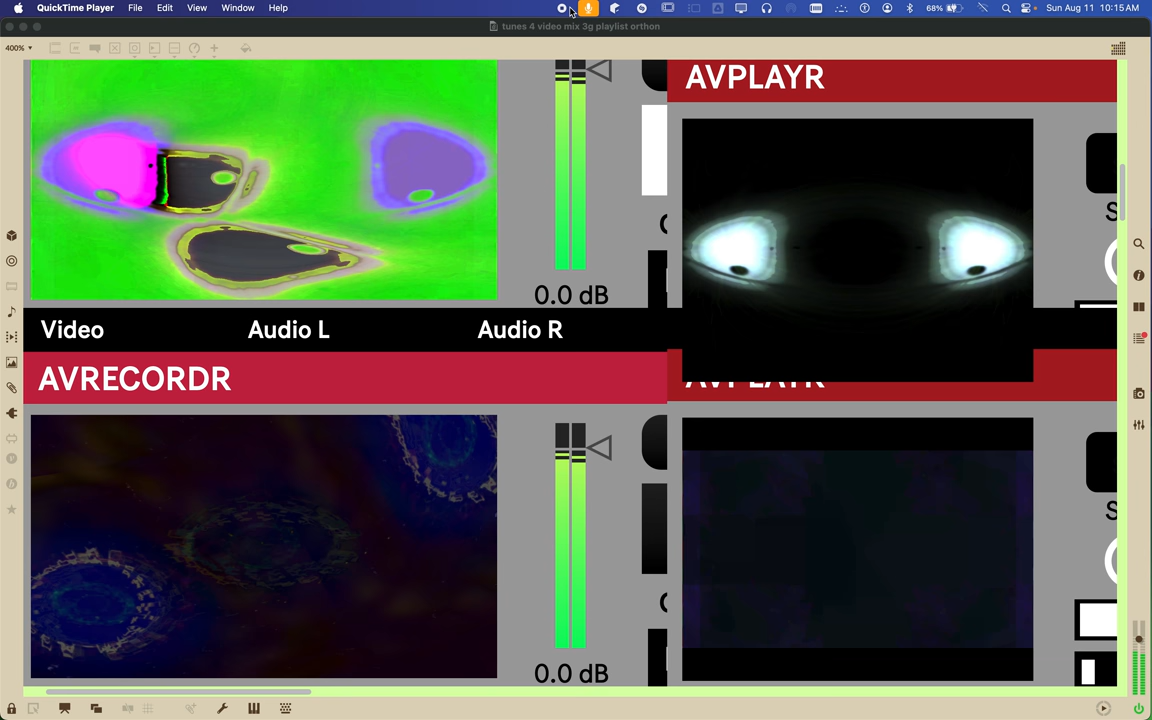 QuickTime Player File Edit View Window Help 68% Sun Aug 11 10:15 AM
tunes 4 video mix 3g playlist orthon
400%
AVPLAYR
S
0.0 dB
Video Audio L Audio R
AVRECORDR
S
0.0 dB